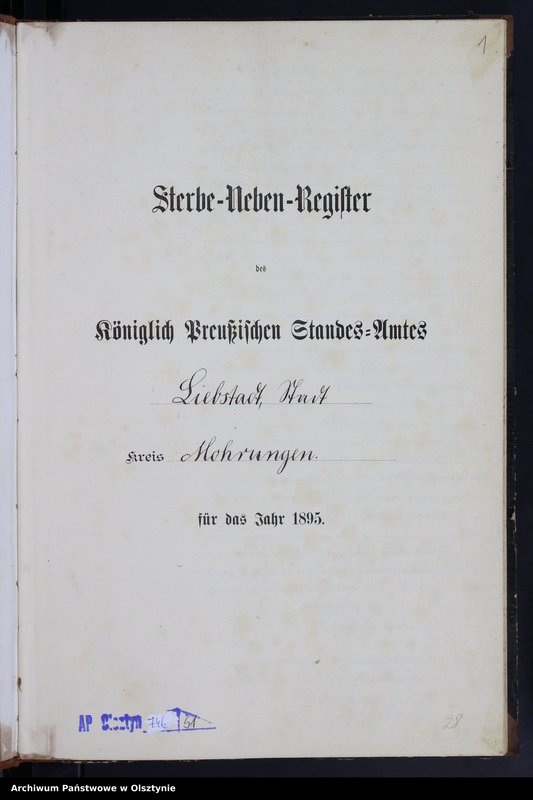 1
Sterbe-Neben-Register
des
Königlich Preußischen Standes-Amtes
Liebstadt, Stadt
Kreis Mohrungen.
für das Jahr 1895.
AP Olsztyn 746 51
28
Archiwum Państwowe w Olsztynie